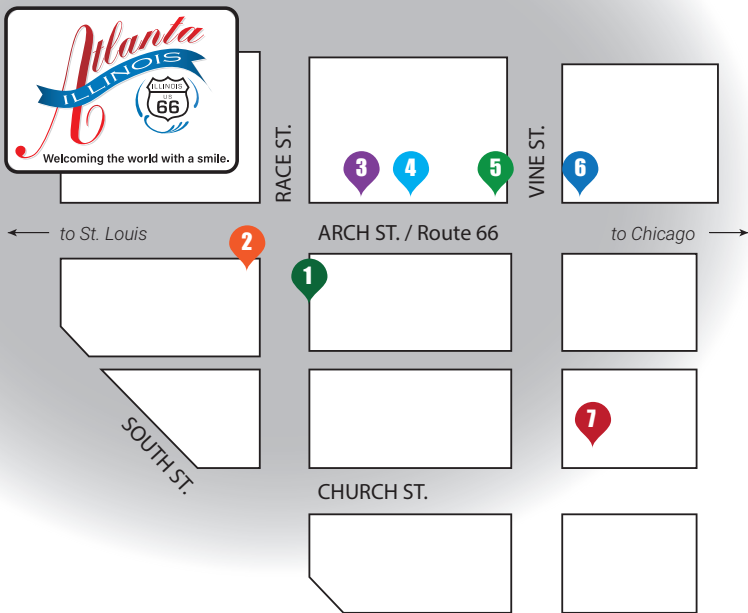 Atlanta
ILLINOIS
ILLINOIS
US
66
Welcoming the world with a smile.
RACE ST.
VINE ST.
3
4
5
6
to St. Louis
2
ARCH ST. / Route 66
to Chicago
1
7
SOUTH ST.
CHURCH ST.